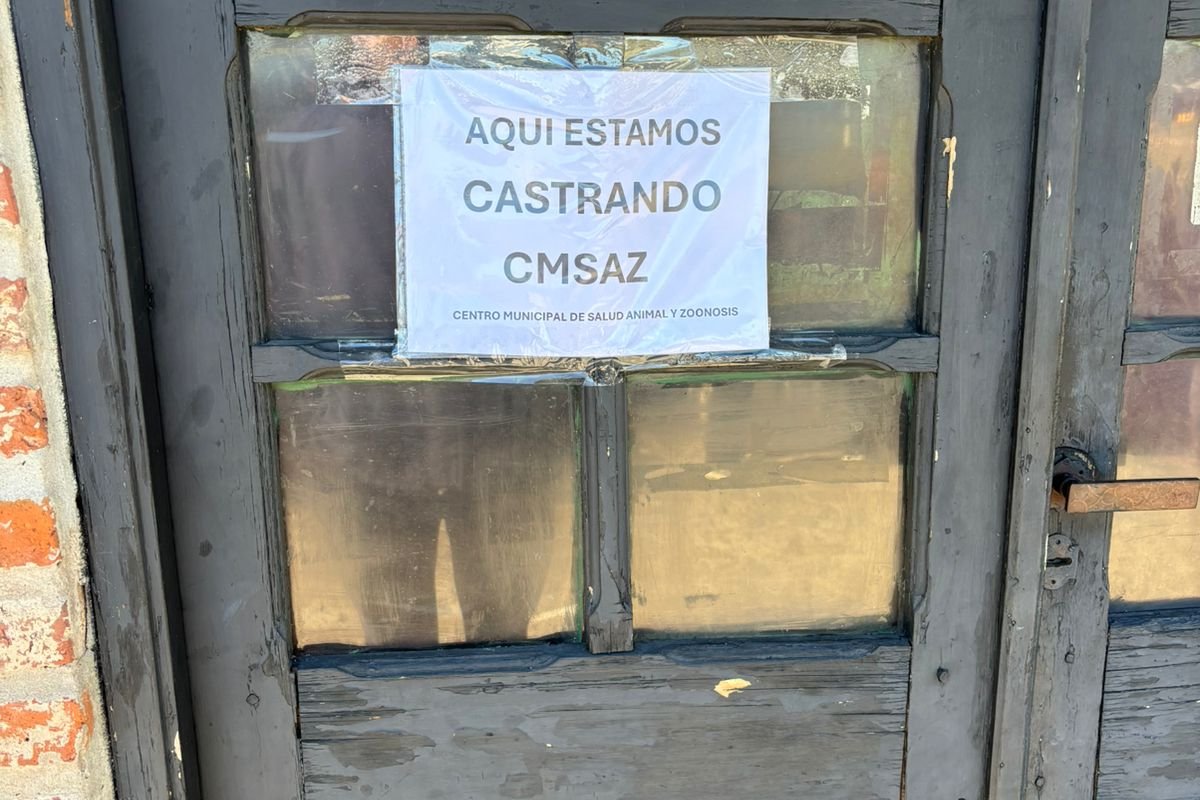 AQUI ESTAMOS
CASTRANDO
CMSAZ
CENTRO MUNICIPAL DE SALUD ANIMAL Y ZOONOSIS